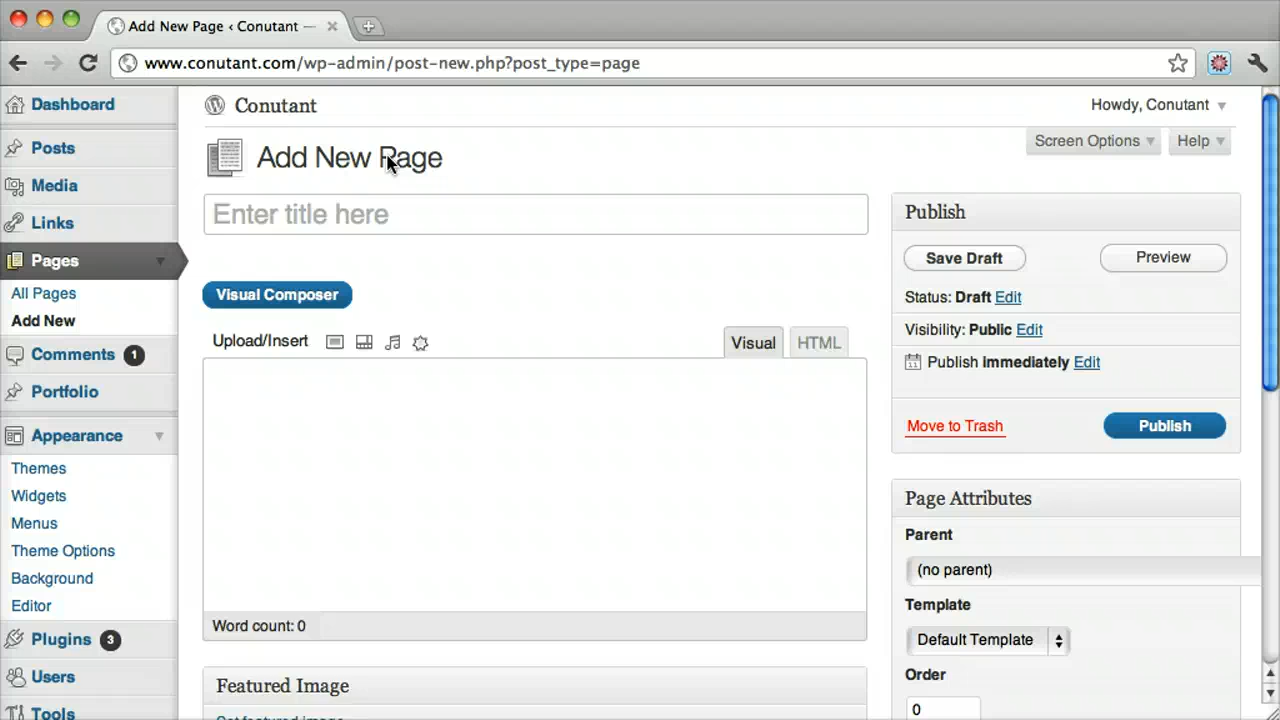 Add New Page ‹ Conutant —
www.conutant.com/wp-admin/post-new.php?post_type=page
Dashboard
Posts
Media
Links
Pages
All Pages
Add New
Comments 1
Portfolio
Appearance
Themes
Widgets
Menus
Theme Options
Background
Editor
Plugins 3
Users
Tools
Conutant
Howdy, Conutant
Screen Options
Help
Add New Page
Enter title here
Visual Composer
Upload/Insert
Visual
HTML
Word count: 0
Featured Image
Set featured image
Publish
Save Draft
Preview
Status: Draft Edit
Visibility: Public Edit
Publish immediately Edit
Move to Trash
Publish
Page Attributes
Parent
(no parent)
Template
Default Template
Order
0